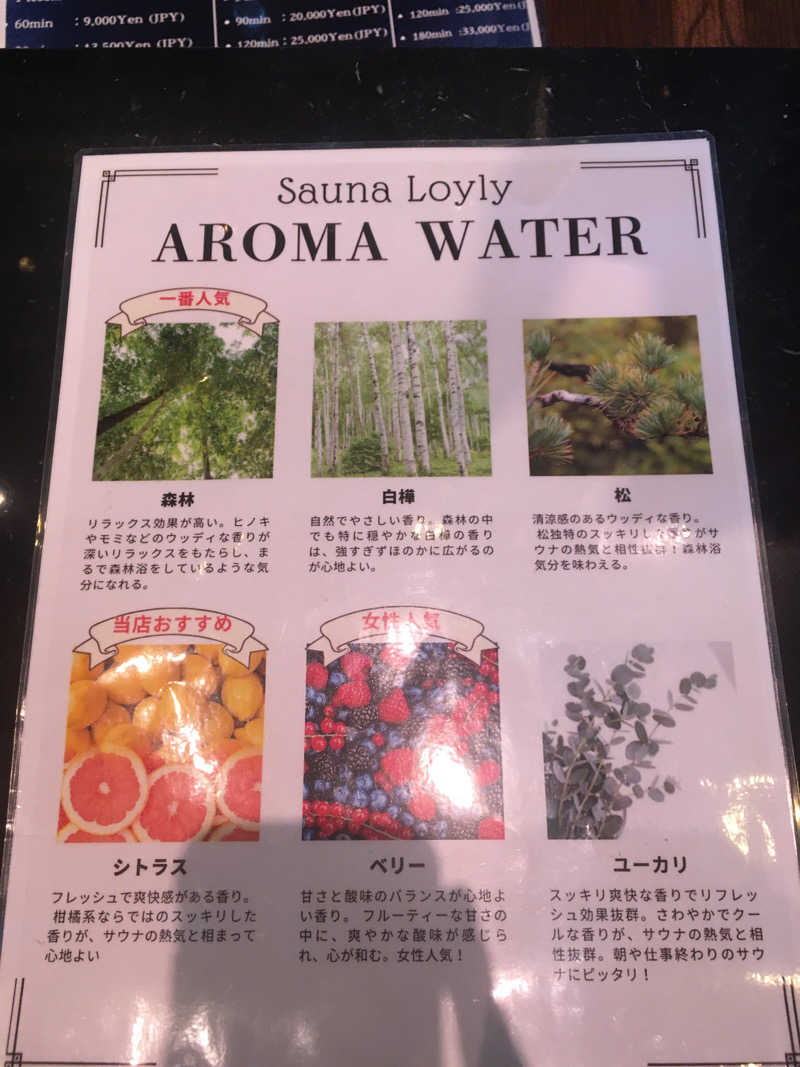 60min :9,000Yen (JPY)
90min :20,000Yen(JPY)
120min :25,000Yen(JPY)
120min :25,000Yen(J
180min :33,000Yen(J
Sauna Loyly
AROMA WATER
一番人気
森林
リラックス効果が高い。ヒノキ
やモミなどのウッディな香りが
深いリラックスをもたらし、ま
るで森林浴をしているような気
分になれる。
白樺
自然でやさしい香り。森林の中
でも特に穏やかな白樺の香り
は、強すぎずほのかに広がるの
が心地よい。
松
清涼感のあるウッディな香り。
松独特のスッキリした香りがサ
ウナの熱気と相性抜群！森林浴
気分を味わえる。
当店おすすめ
シトラス
フレッシュで爽快感がある香り。
柑橘系ならではのスッキリした
香りが、サウナの熱気と相まって
心地よい
女性人気
ベリー
甘さと酸味のバランスが心地よ
い香り。フルーティーな甘さの
中に、爽やかな酸味が感じら
れ、心が和む。女性人気！
ユーカリ
スッキリ爽快な香りでリフレッ
シュ効果抜群。さわやかでクー
ルな香りが、サウナの熱気と相
性抜群。朝や仕事終わりのサウ
ナにピッタリ！